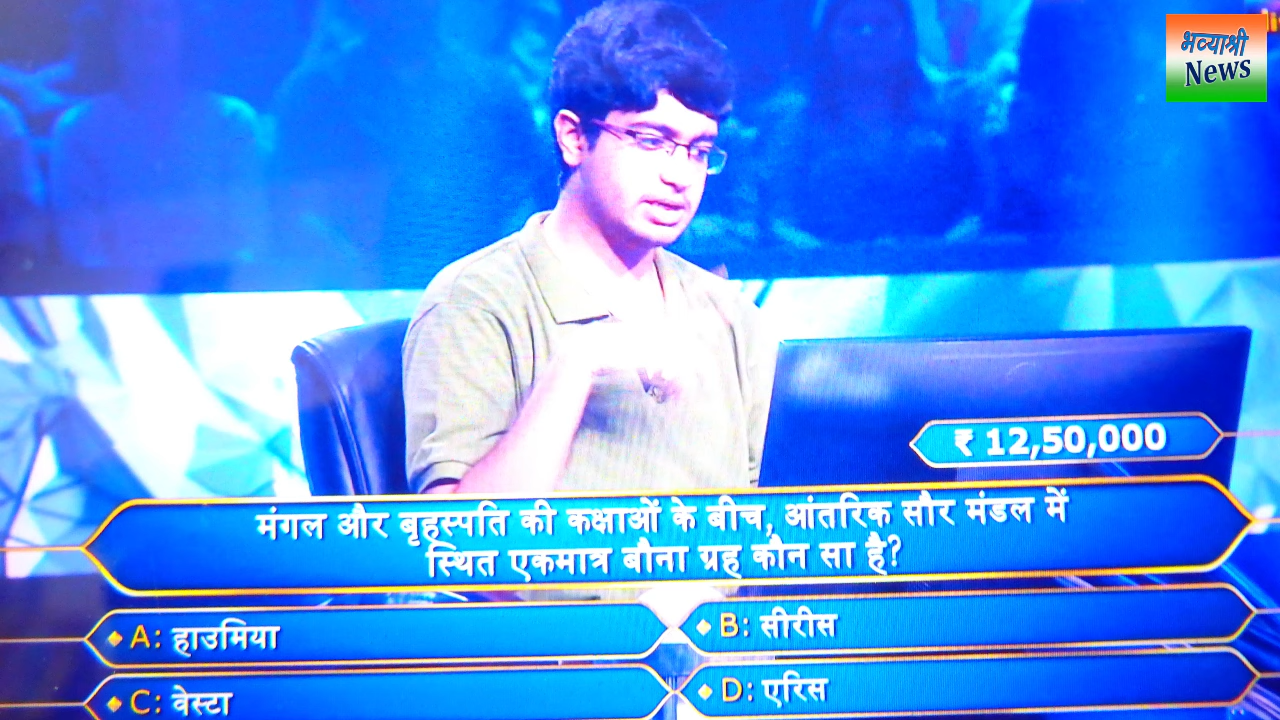 भव्याश्री
News
₹ 12,50,000
मंगल और बृहस्पति की कक्षाओं के बीच, आंतरिक सौर मंडल में
स्थित एकमात्र बौना ग्रह कौन सा है?
A: हाउमिया
B: सीरीस
C: वेस्टा
D: एरिस